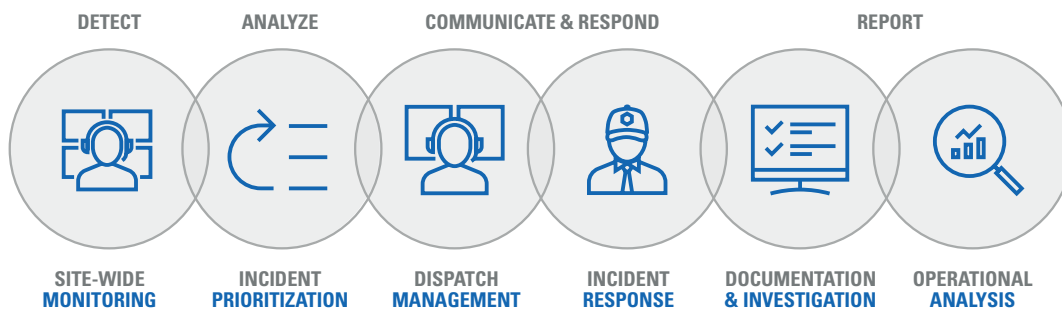 DETECT
ANALYZE
COMMUNICATE & RESPOND
REPORT
SITE-WIDE
MONITORING
INCIDENT
PRIORITIZATION
DISPATCH
MANAGEMENT
INCIDENT
RESPONSE
DOCUMENTATION
& INVESTIGATION
OPERATIONAL
ANALYSIS